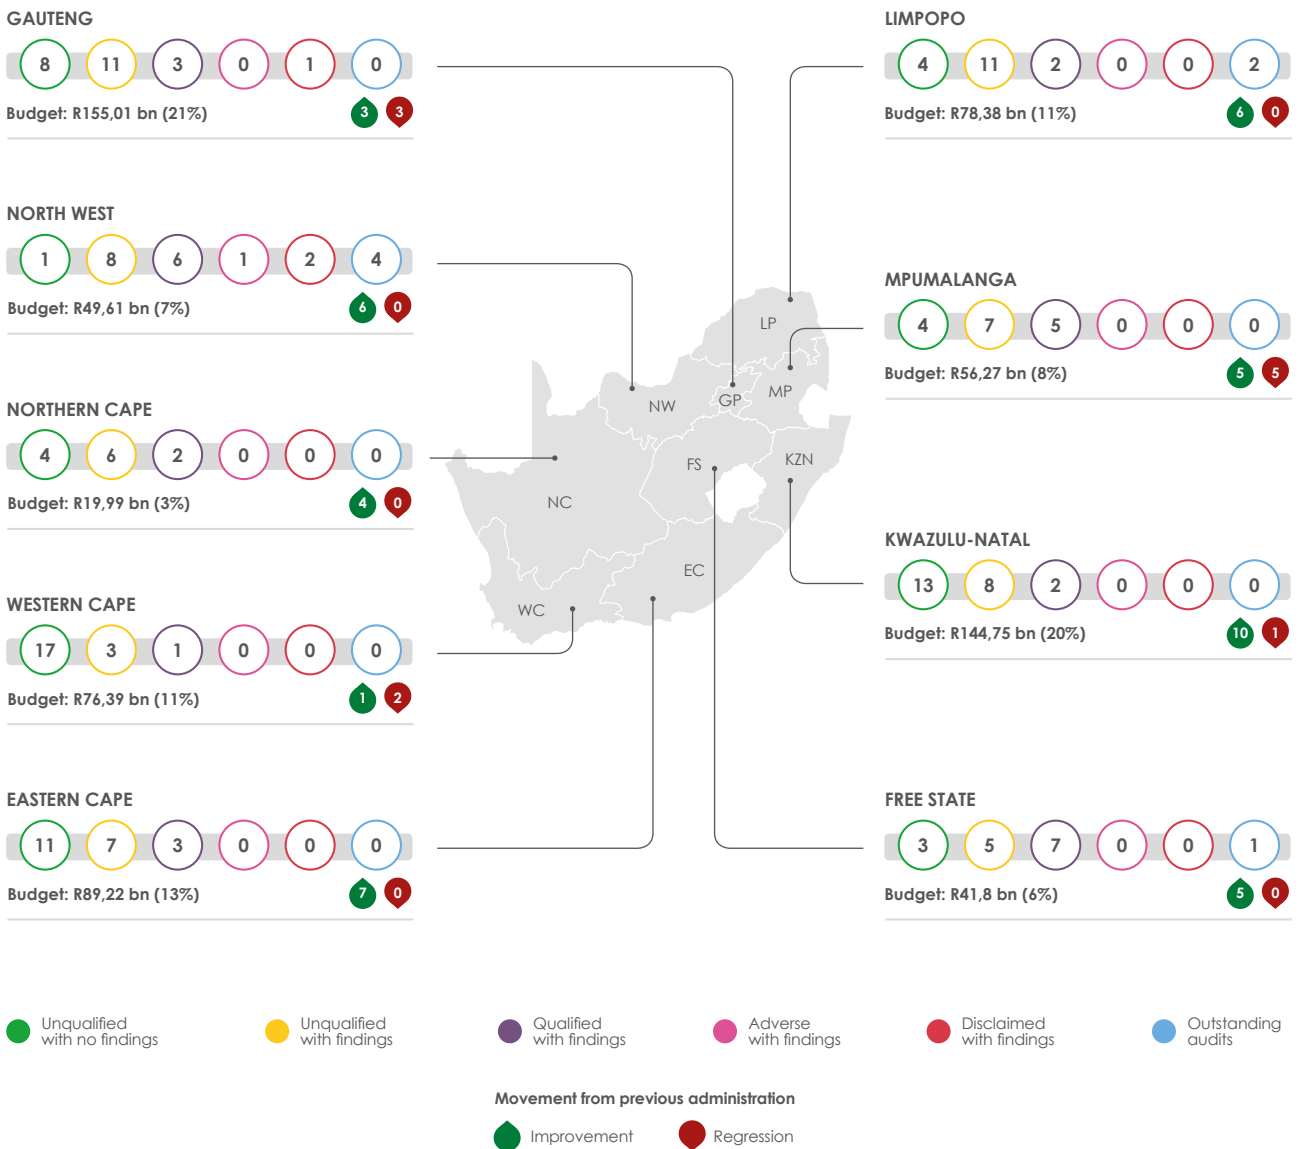 GAUTENG
8 11 3 0 1 0
Budget: R155,01 bn (21%) 3 3
NORTH WEST
1 8 6 1 2 4
Budget: R49,61 bn (7%) 6 0
NORTHERN CAPE
4 6 2 0 0 0
Budget: R19,99 bn (3%) 4 0
WESTERN CAPE
17 3 1 0 0 0
Budget: R76,39 bn (11%) 1 2
EASTERN CAPE
11 7 3 0 0 0
Budget: R89,22 bn (13%) 7 0
LP
NW
GP
MP
FS
KZN
NC
EC
WC
LIMPOPO
4 11 2 0 0 2
Budget: R78,38 bn (11%) 6 0
MPUMALANGA
4 7 5 0 0 0
Budget: R56,27 bn (8%) 5 5
KWAZULU-NATAL
13 8 2 0 0 0
Budget: R144,75 bn (20%) 10 1
FREE STATE
3 5 7 0 0 1
Budget: R41,8 bn (6%) 5 0
Unqualified
with no findings
Unqualified
with findings
Qualified
with findings
Adverse
with findings
Disclaimed
with findings
Outstanding
audits
Movement from previous administration
Improvement
Regression